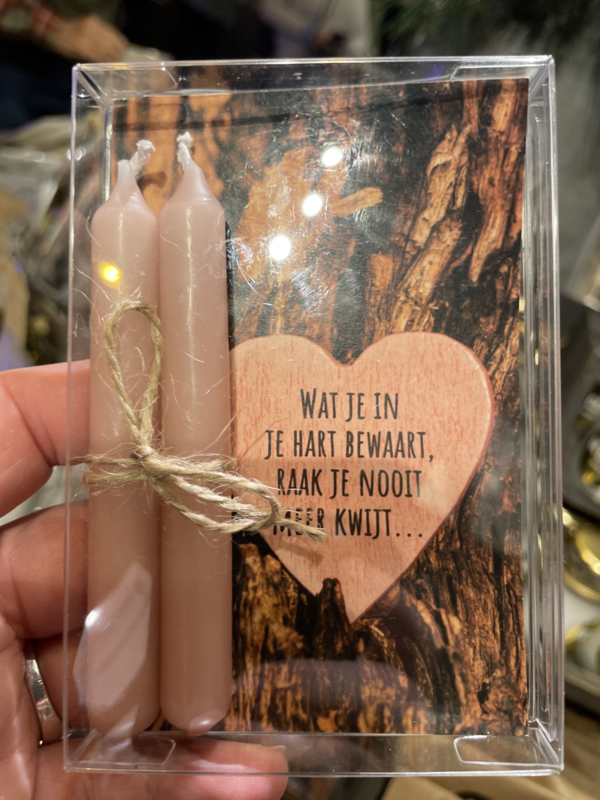 WAT JE IN
JE HART BEWAART,
RAAK JE NOOIT
MEER KWIJT...